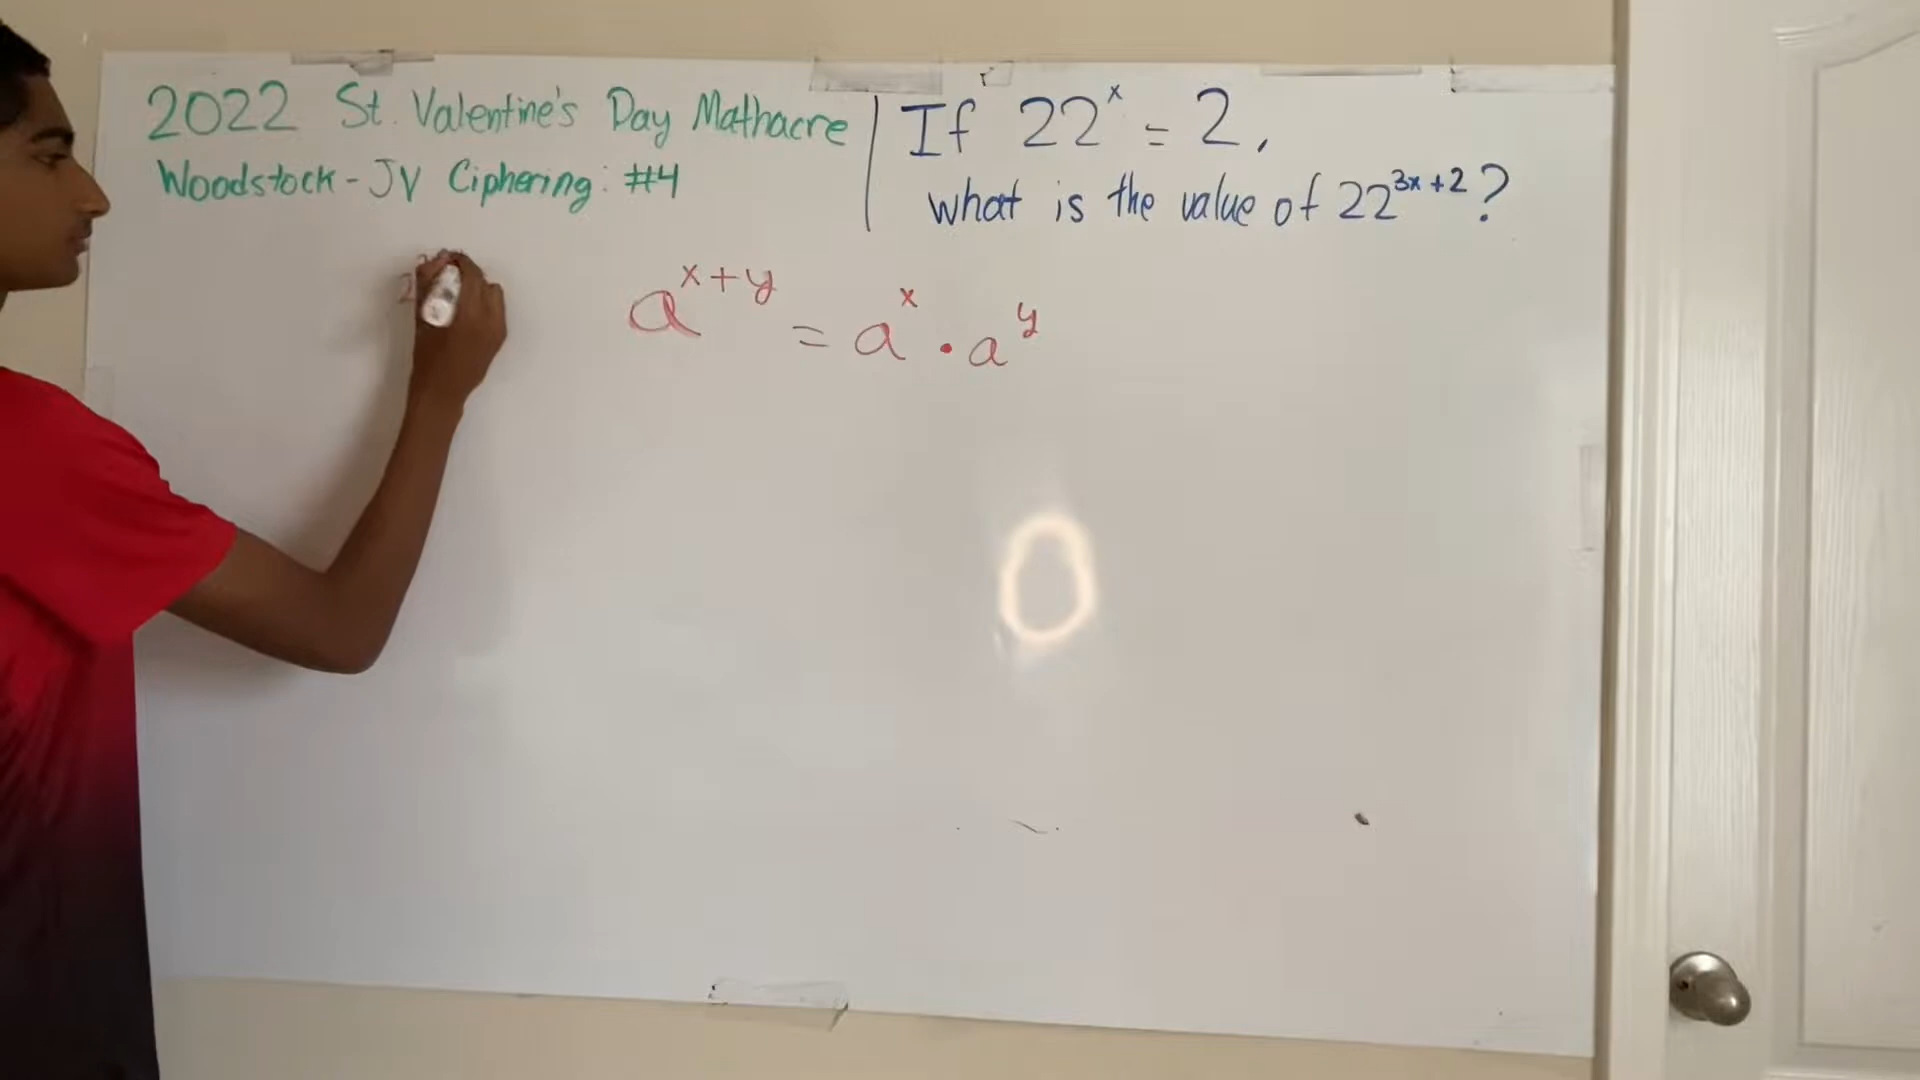 2022 St. Valentine's Day Mathacre
Woodstock - JV Ciphering: #4
If 22^x = 2,
what is the value of 22^{3x+2}?
a^{x+y} = a^x • a^y